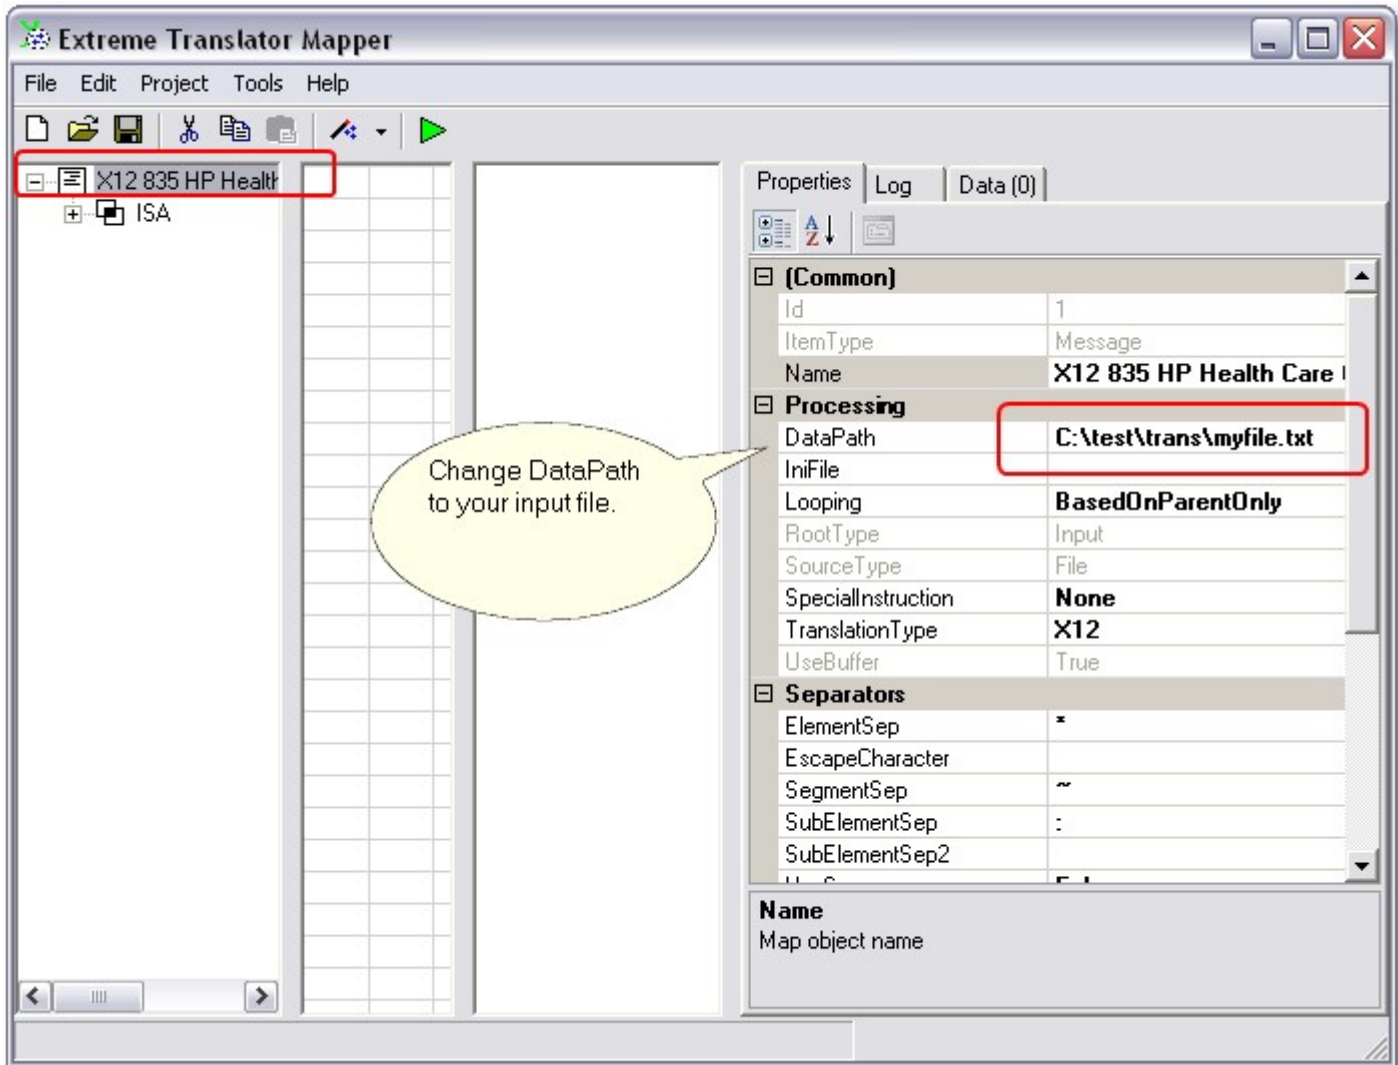 Extreme Translator Mapper
File Edit Project Tools Help
X12 835 HP Health
ISA
Properties Log Data (0)
(Common)
Id 1
ItemType Message
Name X12 835 HP Health Care
Processing
DataPath C:\test\trans\myfile.txt
IniFile
Looping BasedOnParentOnly
RootType Input
SourceType File
SpecialInstruction None
TranslationType X12
UseBuffer True
Separators
ElementSep *
EscapeCharacter
SegmentSep ~
SubElementSep :
SubElementSep2
Change DataPath
to your input file.
Name
Map object name